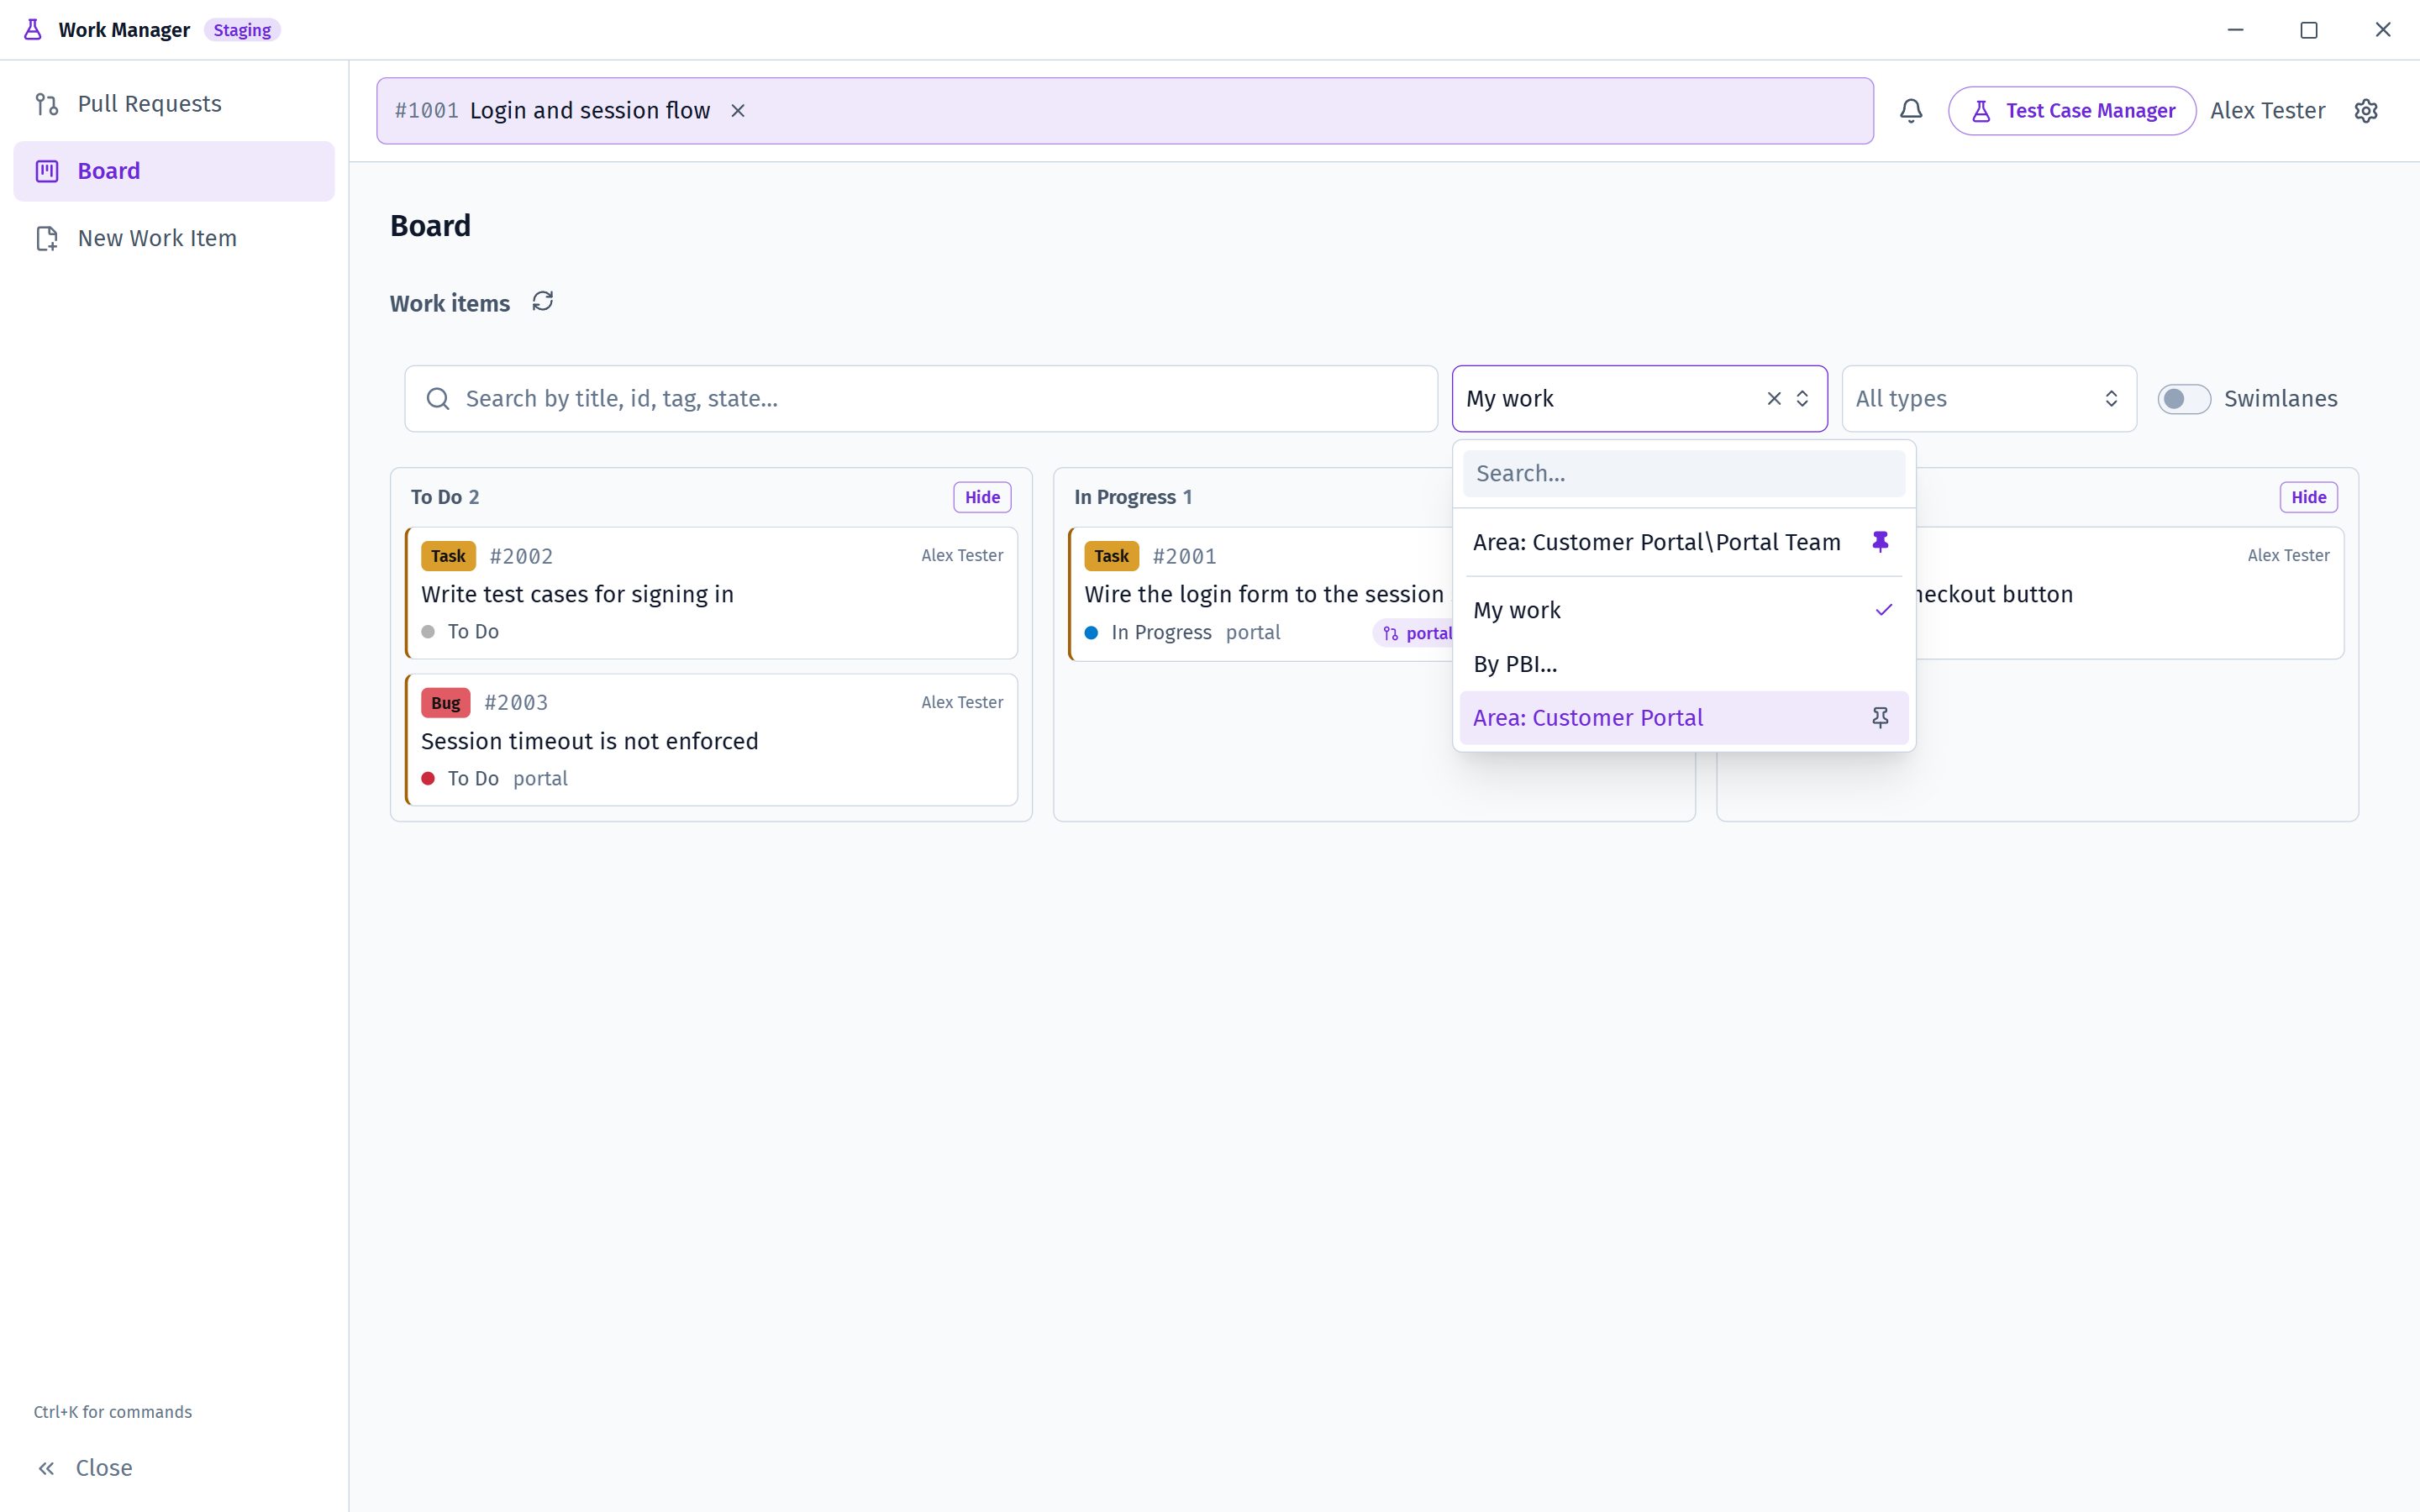 Work Manager Staging
Pull Requests
Board
New Work Item
Ctrl+K for commands
Close
#1001 Login and session flow
Test Case Manager
Alex Tester
Board
Work items
Search by title, id, tag, state...
My work
All types
Swimlanes
To Do 2
Hide
Task #2002
Alex Tester
Write test cases for signing in
To Do
Bug #2003
Alex Tester
Session timeout is not enforced
To Do portal
In Progress 1
Task #2001
Wire the login form to the session
In Progress portal
portal
Search...
Area: Customer Portal\Portal Team
My work
By PBI...
Area: Customer Portal
Hide
Alex Tester
button